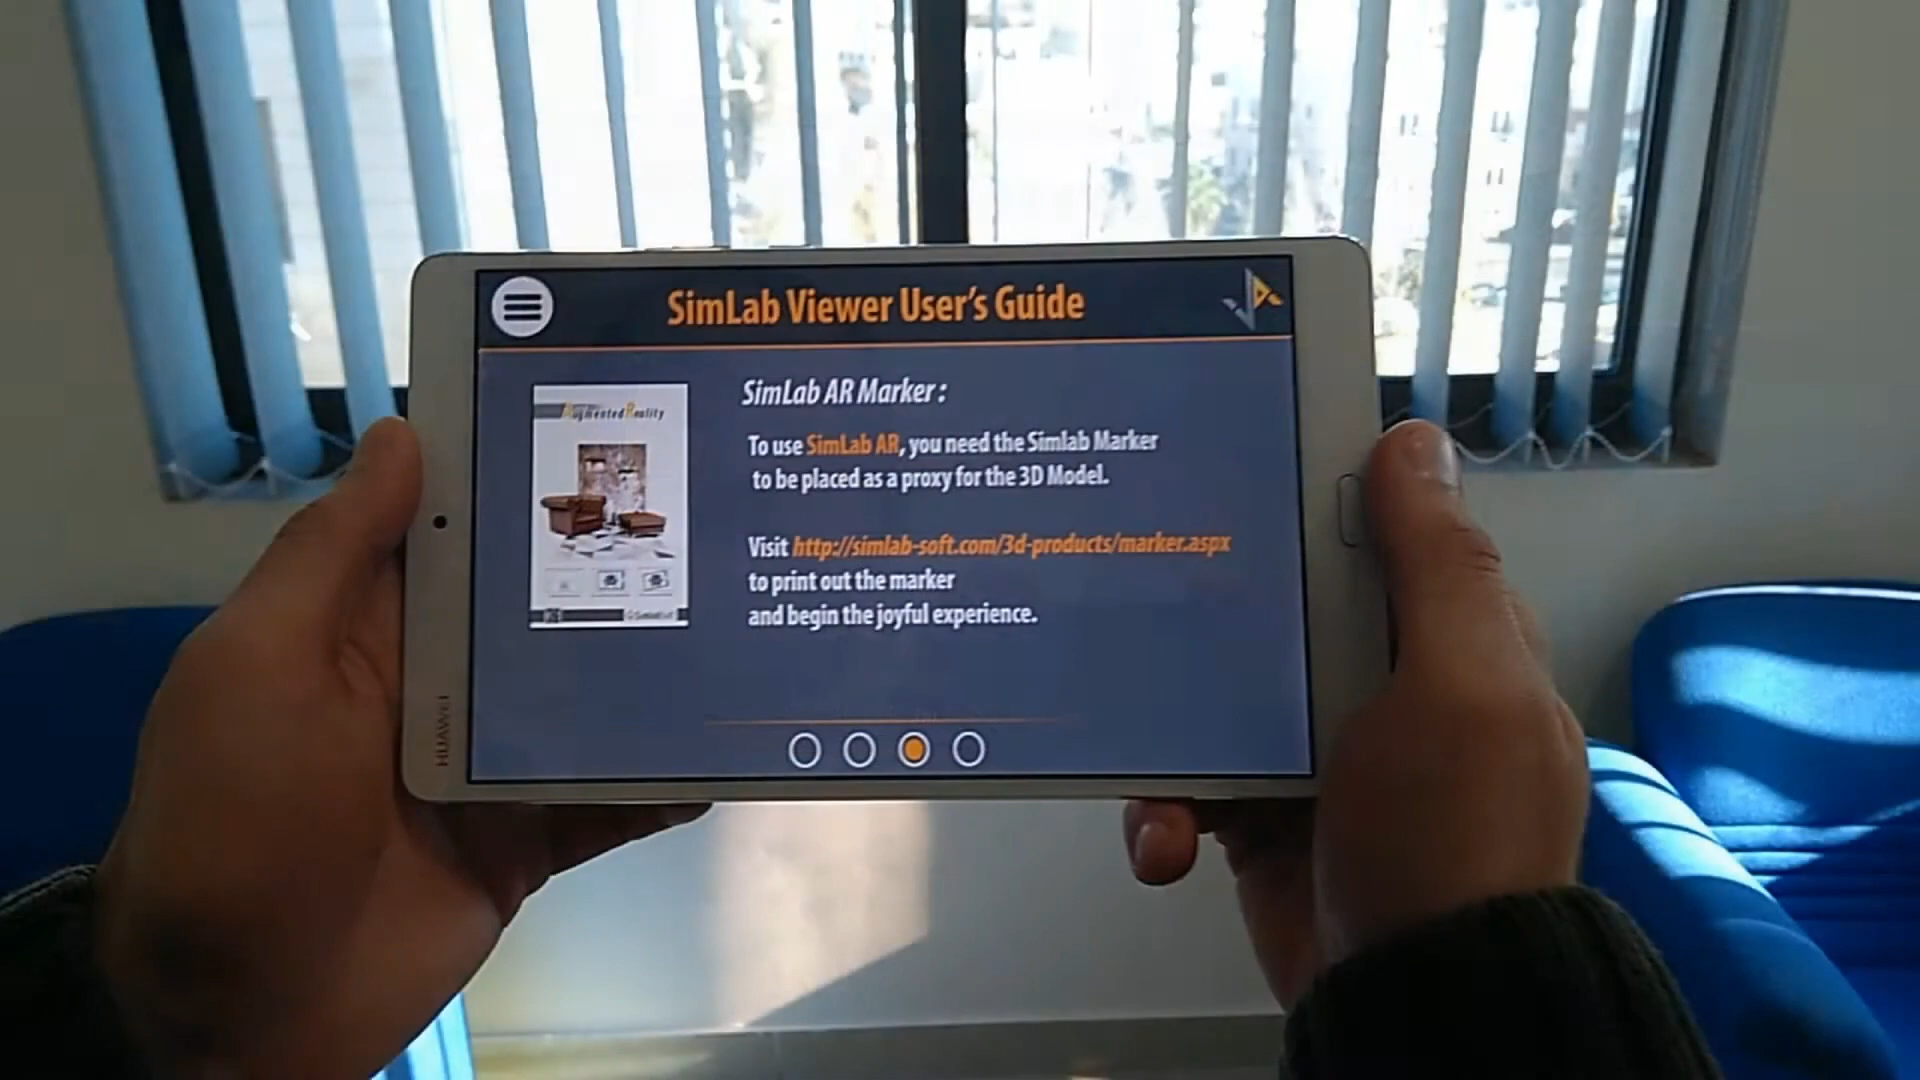 SimLab Viewer User's Guide
Augmented Reality
SimLab AR Marker :
To use SimLab AR, you need the Simlab Marker
to be placed as a proxy for the 3D Model.
Visit http://simlab-soft.com/3d-products/marker.aspx
to print out the marker
and begin the joyful experience.
HUAWEI